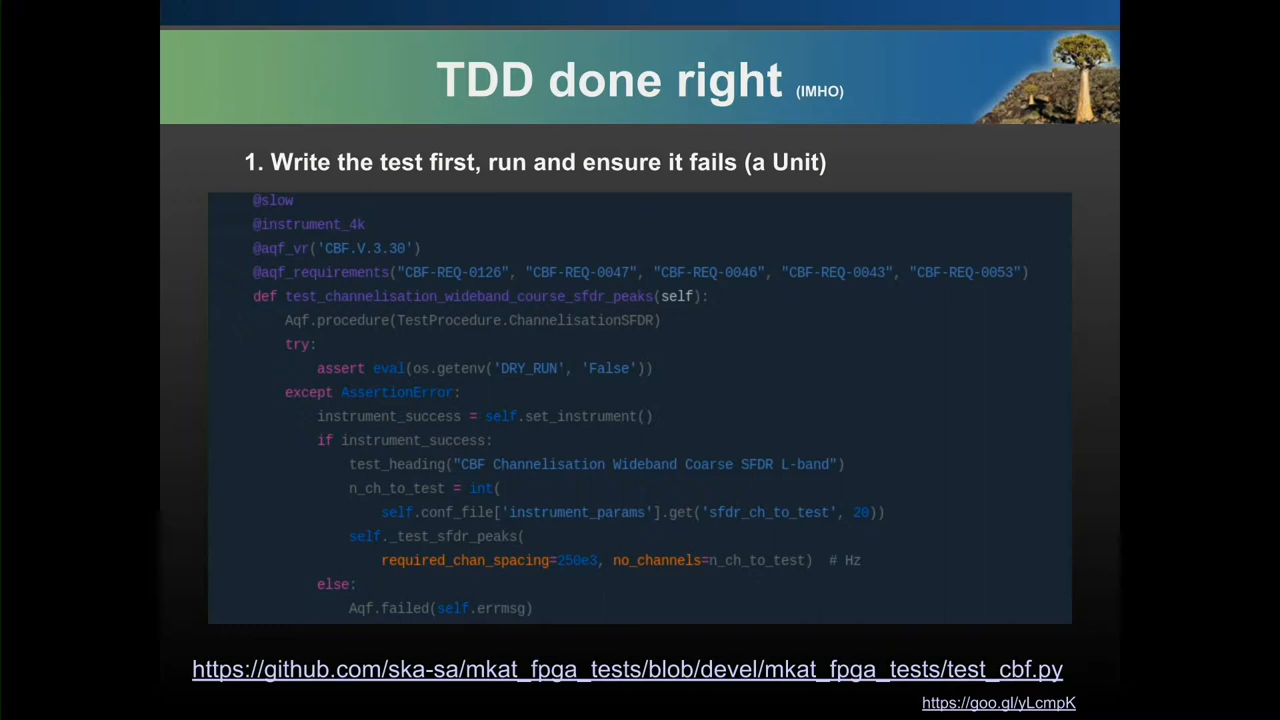 TDD done right (IMHO)
1. Write the test first, run and ensure it fails (a Unit)
@slow
@instrument_4k
@aqf_vr('CBF.V.3.30')
@aqf_requirements("CBF-REQ-0126", "CBF-REQ-0047", "CBF-REQ-0046", "CBF-REQ-0043", "CBF-REQ-0053")
def test_channelisation_wideband_course_sfdr_peaks(self):
    Aqf.procedure(TestProcedure.ChannelisationSFDR)
    try:
        assert eval(os.getenv('DRY_RUN', 'False'))
    except AssertionError:
        instrument_success = self.set_instrument()
        if instrument_success:
            test_heading("CBF Channelisation Wideband Coarse SFDR L-band")
            n_ch_to_test = int(
                self.conf_file['instrument_params'].get('sfdr_ch_to_test', 20))
            self._test_sfdr_peaks(
                required_chan_spacing=250e3, no_channels=n_ch_to_test)  # Hz
        else:
            Aqf.failed(self.errmsg)
https://github.com/ska-sa/mkat_fpga_tests/blob/devel/mkat_fpga_tests/test_cbf.py
https://goo.gl/yLcmpK